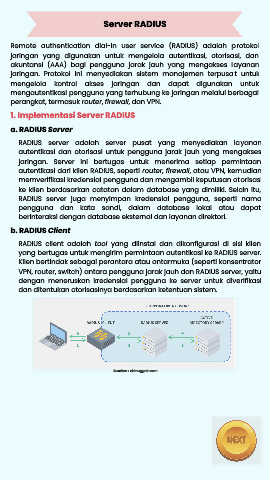 Server RADIUS
Remote authentication dial-in user service (RADIUS) adalah protokol
jaringan yang digunakan untuk mengelola autentikasi, otorisasi, dan
akuntansi (AAA) bagi pengguna jarak jauh yang mengakses layanan
jaringan. Protokol ini menyediakan sistem manajemen terpusat untuk
mengelola kontrol akses jaringan dan dapat digunakan untuk
mengautentikasi pengguna yang terhubung ke jaringan melalui berbagai
perangkat, termasuk router, firewall, dan VPN.
1. Implementasi Server RADIUS
a. RADIUS Server
RADIUS server adalah server pusat yang menyediakan layanan
autentikasi dan otorisasi untuk pengguna jarak jauh yang mengakses
jaringan. Server ini bertugas untuk menerima setiap permintaan
autentikasi dari klien RADIUS, seperti router, firewall, atau VPN, kemudian
memverifikasi kredensial pengguna dan mengambil keputusan otorisasi
ke klien berdasarkan catatan dalam database yang dimiliki. Selain itu,
RADIUS server juga menyimpan kredensial pengguna, seperti nama
pengguna dan kata sandi, dalam database lokal atau dapat
berinteraksi dengan database eksternal dan layanan direktori.
b. RADIUS Client
RADIUS client adalah tool yang diinstal dan dikonfigurasi di sisi klien
yang bertugas untuk mengirim permintaan autentikasi ke RADIUS server.
Klien bertindak sebagai perantara atau antarmuka (seperti konsentrator
VPN, router, switch) antara pengguna jarak jauh dan RADIUS server, yaitu
dengan meneruskan kredensial pengguna ke server untuk diverifikasi
dan ditentukan otorisasinya berdasarkan ketentuan sistem.
RADIUS CLIENT
RADIUS SERVER
NEXT